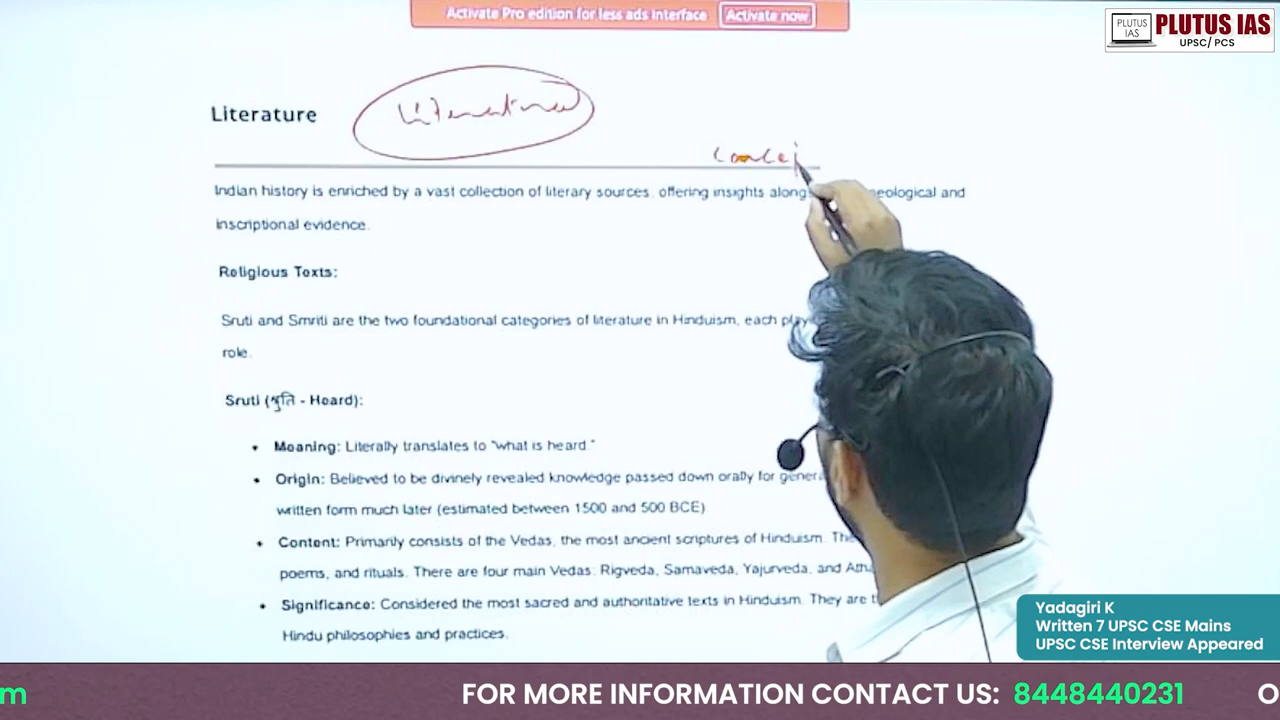 Activate Pro edition for less ads interface Activate now
PLUTUS IAS
PLUTUS IAS
UPSC/ PCS
Literature Literature
Indian history is enriched by a vast collection of literary sources, offering insights along eological and
inscriptional evidence.
Religious Texts:
Sruti and Smriti are the two foundational categories of literature in Hinduism, each play
role.
Sruti (श्रुति - Heard):
• Meaning: Literally translates to "what is heard."
• Origin: Believed to be divinely revealed knowledge passed down orally for genera
written form much later (estimated between 1500 and 500 BCE)
• Content: Primarily consists of the Vedas, the most ancient scriptures of Hinduism. The
poems, and rituals. There are four main Vedas: Rigveda, Samaveda, Yajurveda, and Atha
• Significance: Considered the most sacred and authoritative texts in Hinduism. They are t
Hindu philosophies and practices.
Yadagiri K
Written 7 UPSC CSE Mains
UPSC CSE Interview Appeared
m FOR MORE INFORMATION CONTACT US: 8448440231 O